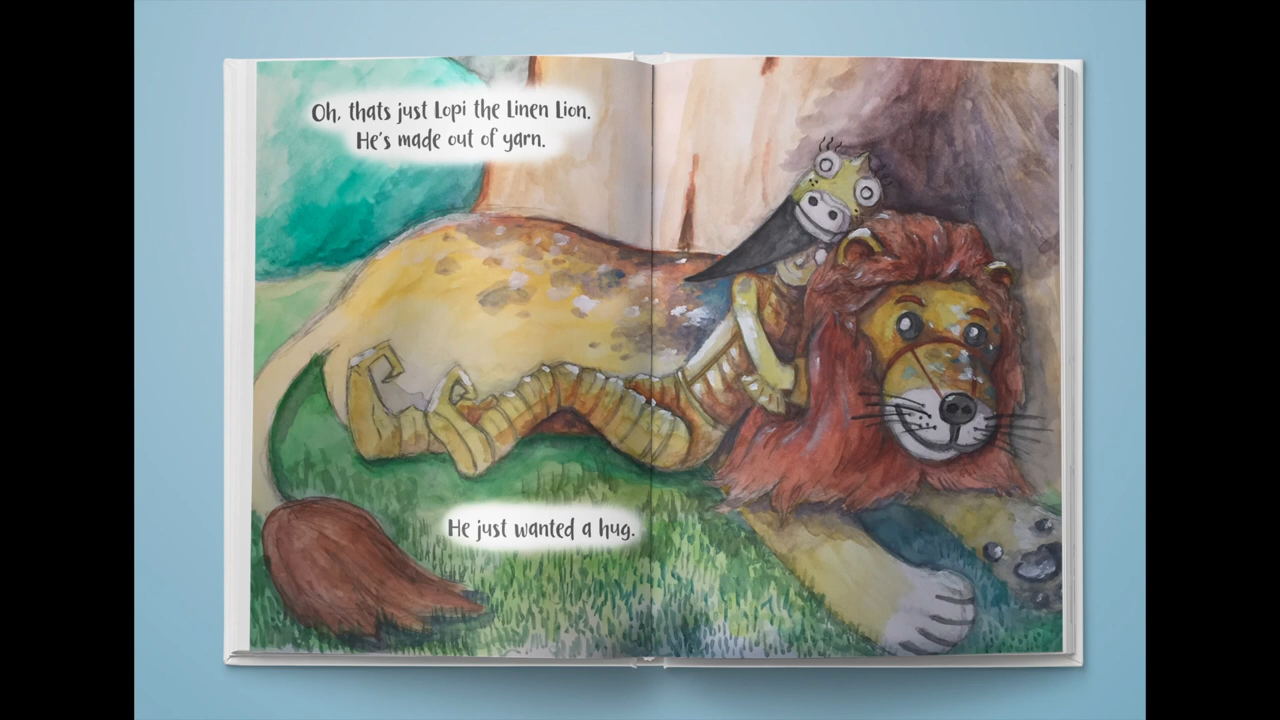 Oh, thats just Lopi the Linen Lion.
He's made out of yarn.
He just wanted a hug.